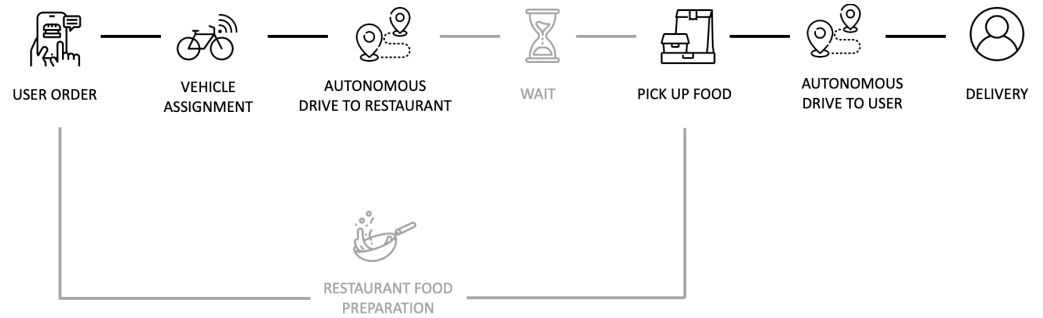 USER ORDER
VEHICLE
ASSIGNMENT
AUTONOMOUS
DRIVE TO RESTAURANT
WAIT
PICK UP FOOD
AUTONOMOUS
DRIVE TO USER
DELIVERY
RESTAURANT FOOD
PREPARATION